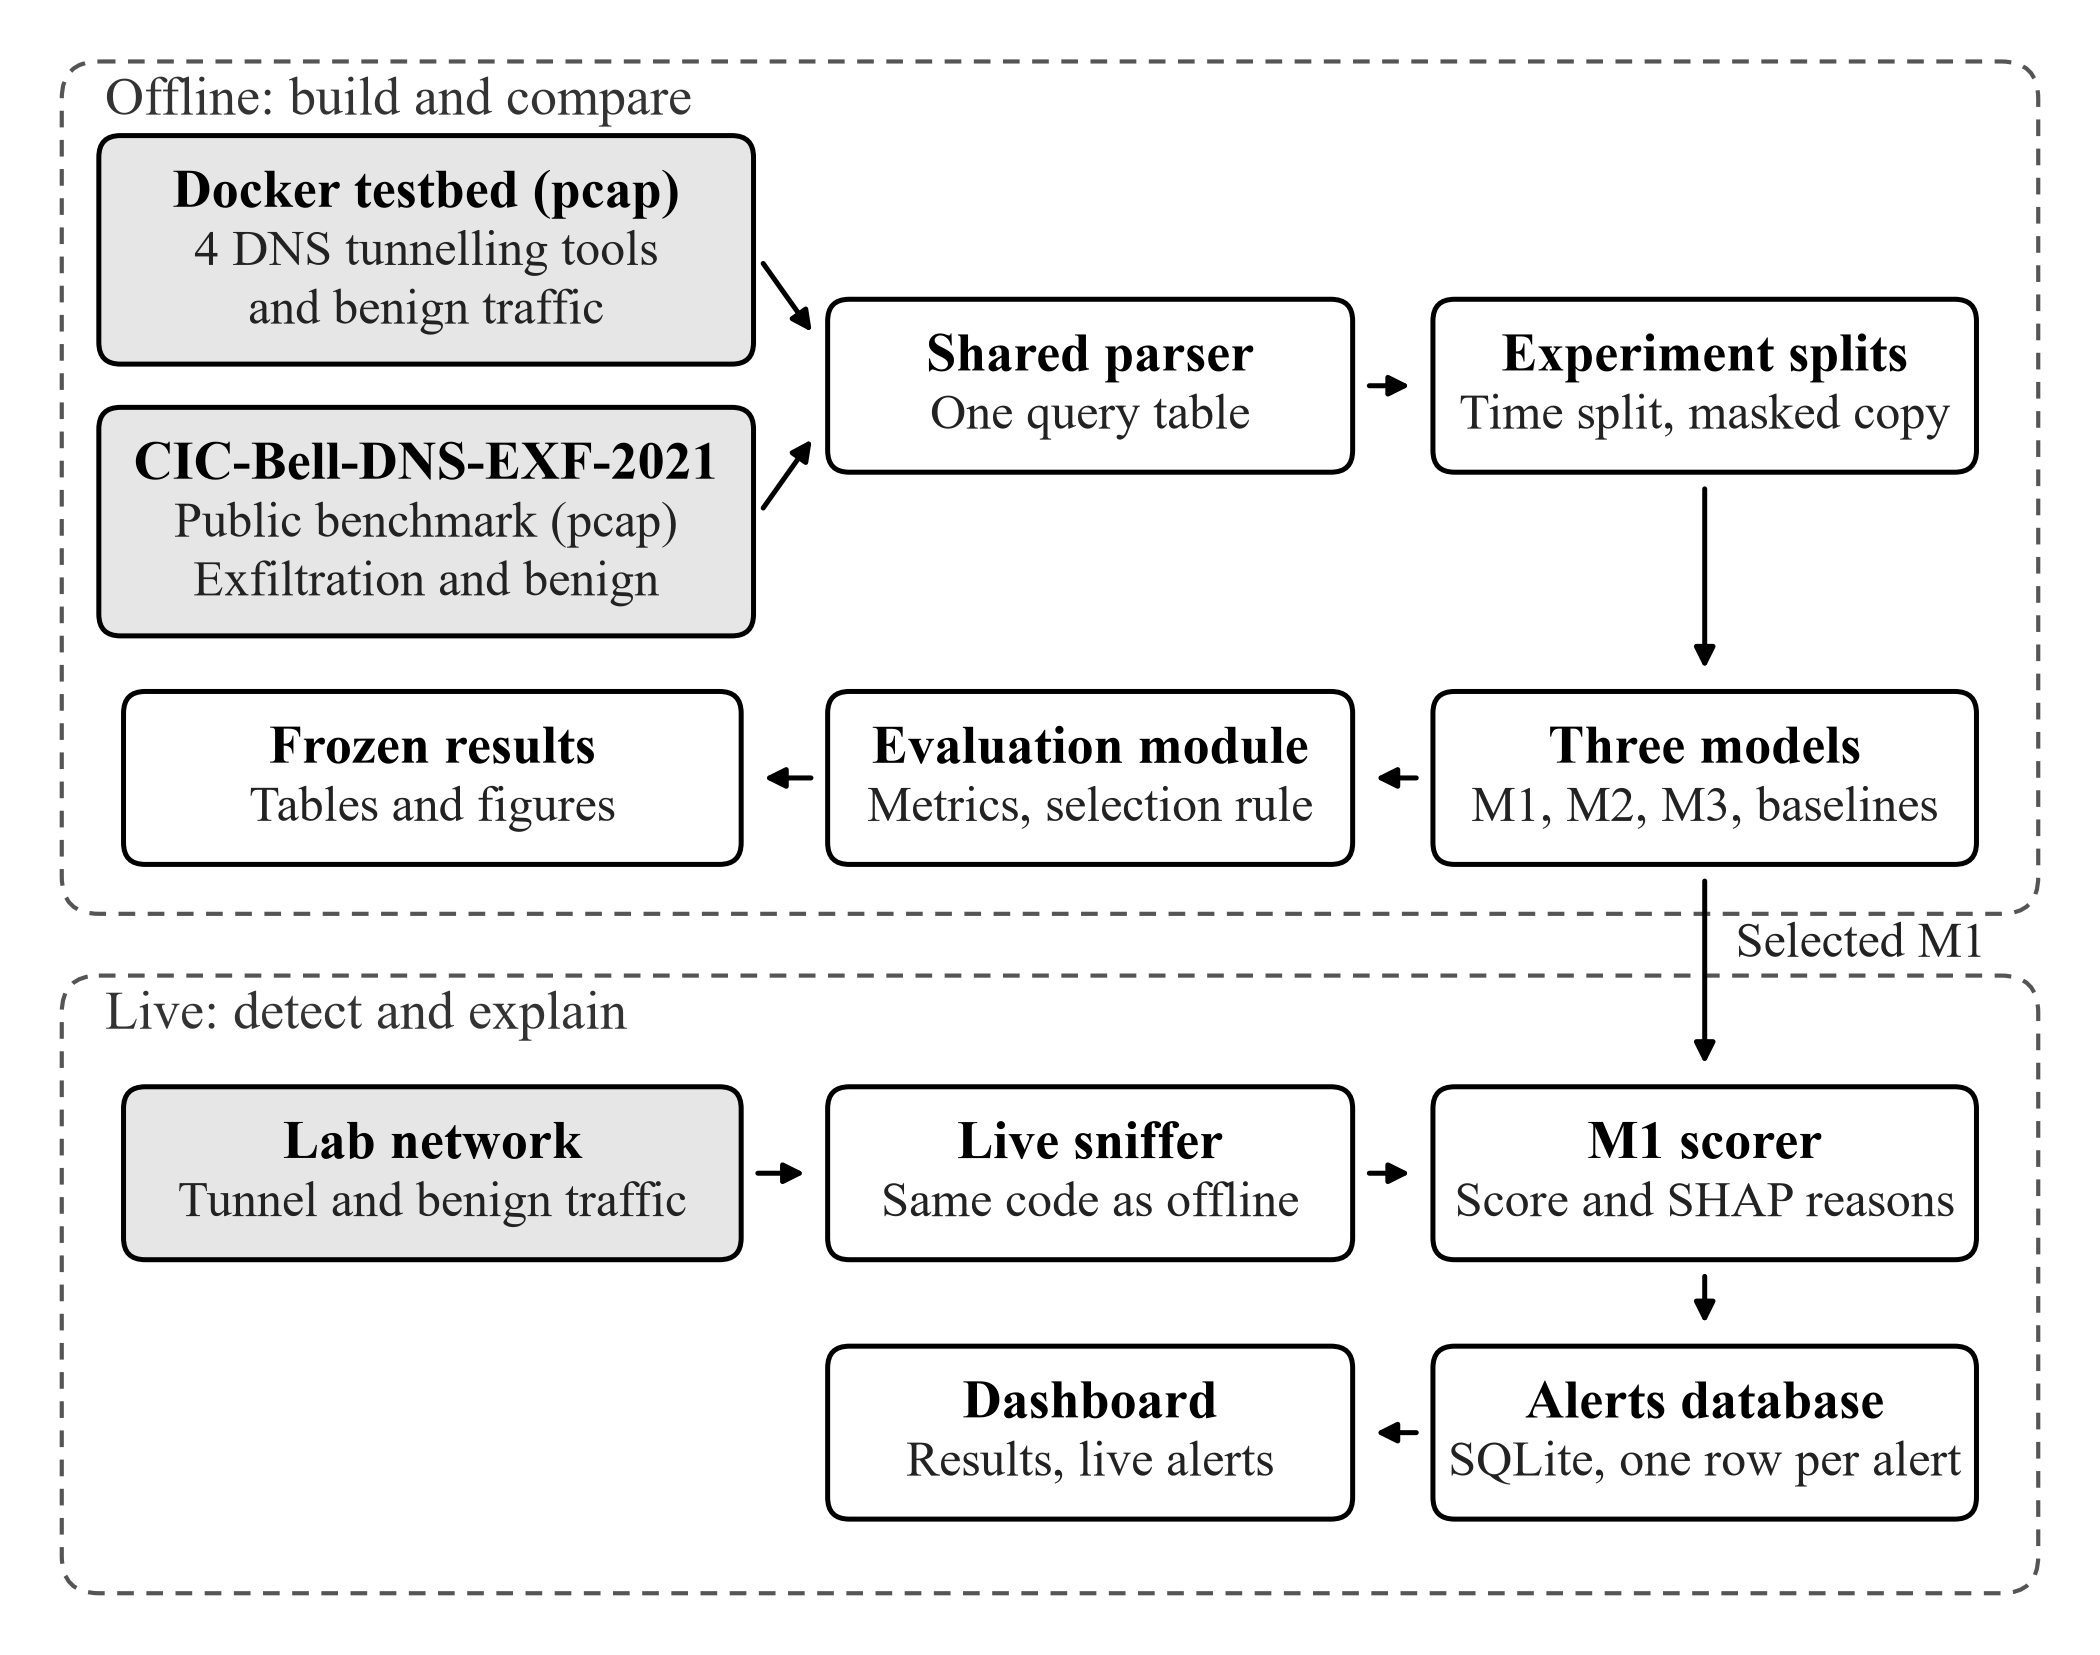 Offline: build and compare
Docker testbed (pcap)
4 DNS tunnelling tools
and benign traffic
CIC-Bell-DNS-EXF-2021
Public benchmark (pcap)
Exfiltration and benign
Shared parser
One query table
Experiment splits
Time split, masked copy
Three models
M1, M2, M3, baselines
Evaluation module
Metrics, selection rule
Frozen results
Tables and figures
Selected M1
Live: detect and explain
Lab network
Tunnel and benign traffic
Live sniffer
Same code as offline
M1 scorer
Score and SHAP reasons
Alerts database
SQLite, one row per alert
Dashboard
Results, live alerts